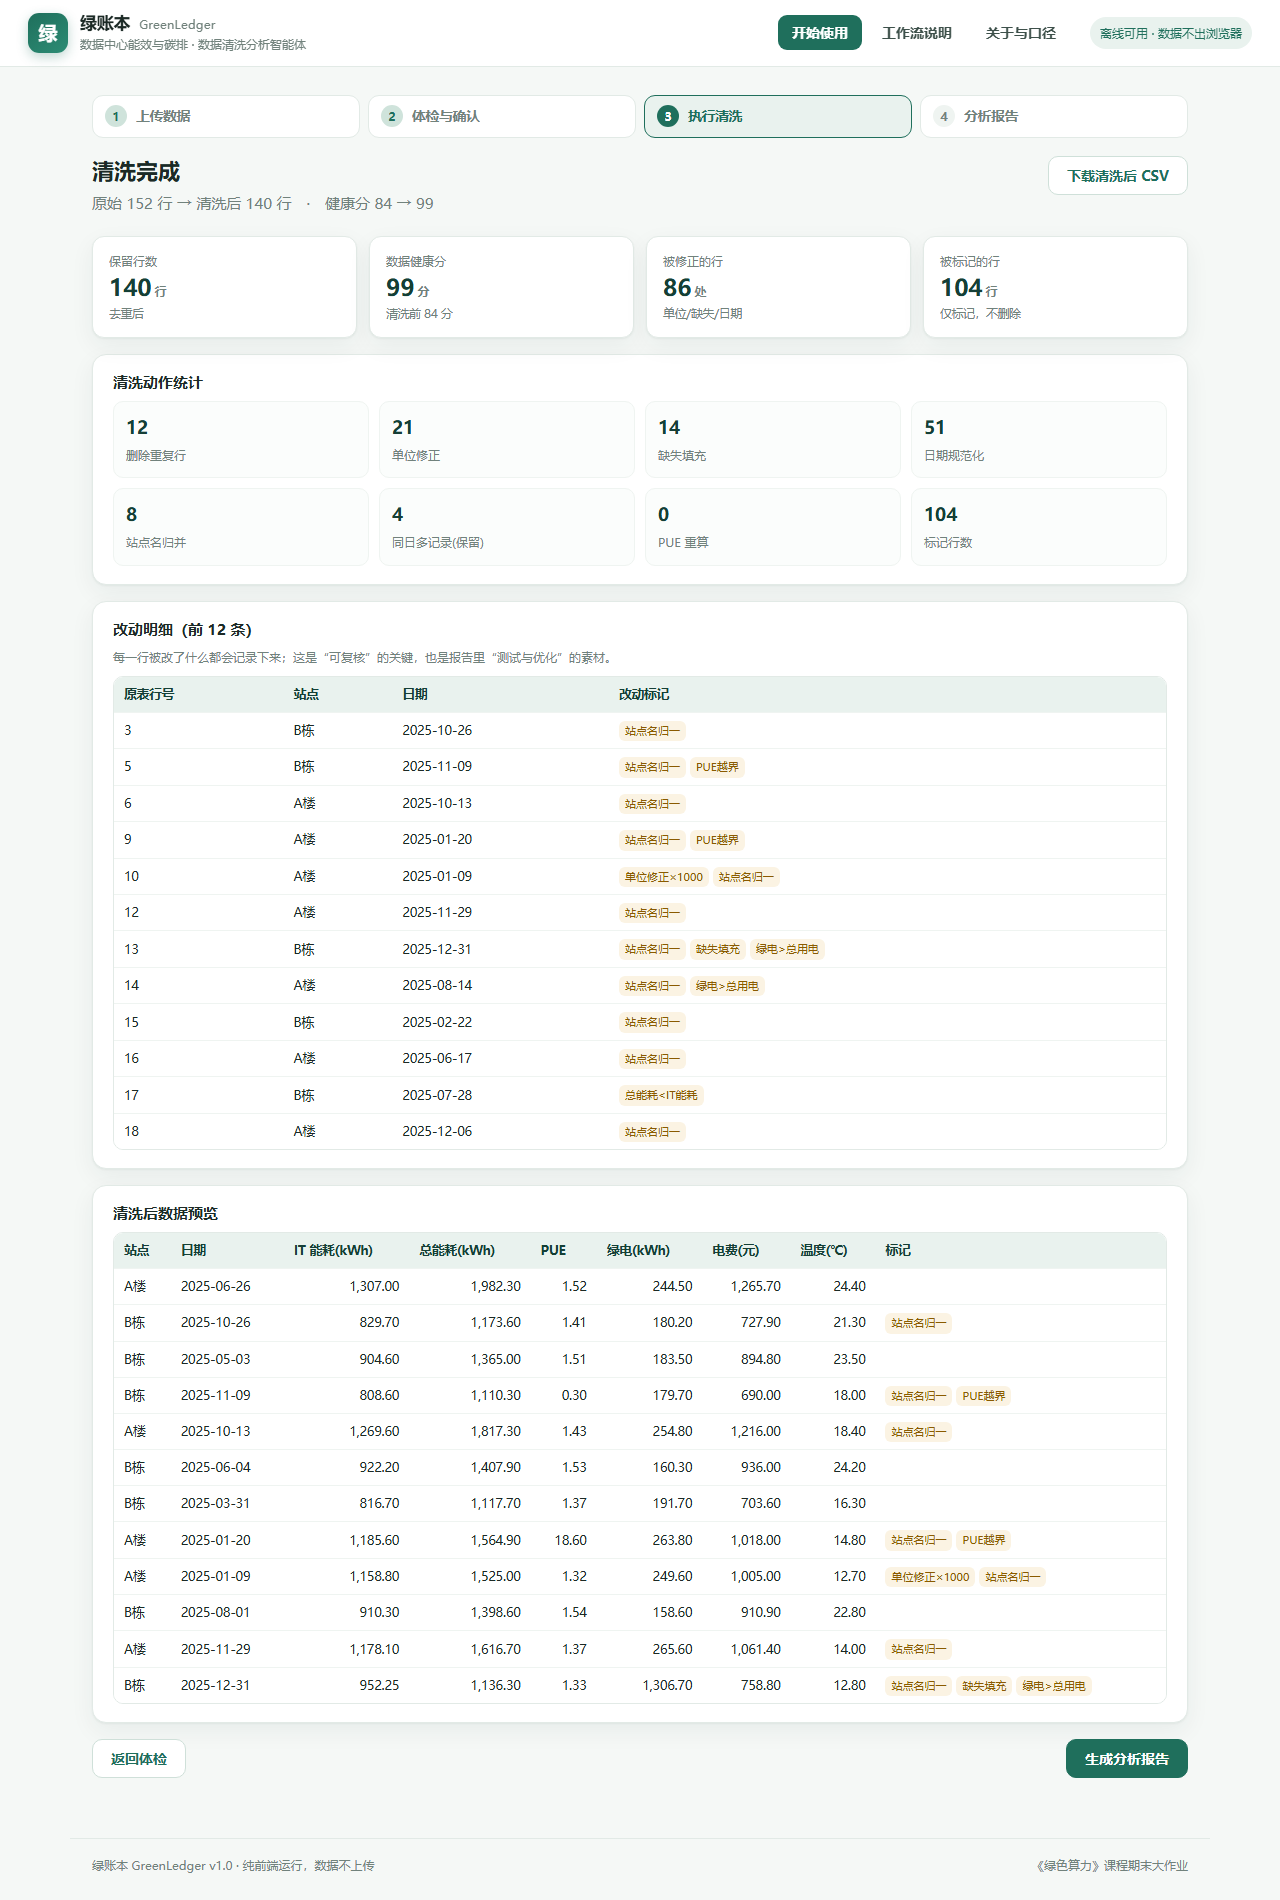 绿
绿账本 GreenLedger
数据中心能效与碳排 · 数据清洗分析智能体
开始使用 工作流说明 关于与口径 离线可用 · 数据不出浏览器
1 上传数据 2 体检与确认 3 执行清洗 4 分析报告
清洗完成
原始 152 行 → 清洗后 140 行 · 健康分 84 → 99
下载清洗后 CSV
保留行数 数据健康分 被修正的行 被标记的行
140 行 99 分 86 处 104 行
去重后 清洗前 84 分 单位/缺失/日期 仅标记，不删除
清洗动作统计
12 21 14 51
删除重复行 单位修正 缺失填充 日期规范化
8 4 0 104
站点名归并 同日多记录(保留) PUE 重算 标记行数
改动明细（前 12 条）
每一行被改了什么都会记录下来；这是“可复核”的关键，也是报告里“测试与优化”的素材。
原表行号 站点 日期 改动标记
3 B栋 2025-10-26 站点名归一
5 B栋 2025-11-09 站点名归一 PUE越界
6 A楼 2025-10-13 站点名归一
9 A楼 2025-01-20 站点名归一 PUE越界
10 A楼 2025-01-09 单位修正×1000 站点名归一
12 A楼 2025-11-29 站点名归一
13 B栋 2025-12-31 站点名归一 缺失填充 绿电>总用电
14 A楼 2025-08-14 站点名归一 绿电>总用电
15 B栋 2025-02-22 站点名归一
16 A楼 2025-06-17 站点名归一
17 B栋 2025-07-28 总能耗<IT能耗
18 A楼 2025-12-06 站点名归一
清洗后数据预览
站点 日期 IT 能耗(kWh) 总能耗(kWh) PUE 绿电(kWh) 电费(元) 温度(℃) 标记
A楼 2025-06-26 1,307.00 1,982.30 1.52 244.50 1,265.70 24.40
B栋 2025-10-26 829.70 1,173.60 1.41 180.20 727.90 21.30 站点名归一
B栋 2025-05-03 904.60 1,365.00 1.51 183.50 894.80 23.50
B栋 2025-11-09 808.60 1,110.30 0.30 179.70 690.00 18.00 站点名归一 PUE越界
A楼 2025-10-13 1,269.60 1,817.30 1.43 254.80 1,216.00 18.40 站点名归一
B栋 2025-06-04 922.20 1,407.90 1.53 160.30 936.00 24.20
B栋 2025-03-31 816.70 1,117.70 1.37 191.70 703.60 16.30
A楼 2025-01-20 1,185.60 1,564.90 18.60 263.80 1,018.00 14.80 站点名归一 PUE越界
A楼 2025-01-09 1,158.80 1,525.00 1.32 249.60 1,005.00 12.70 单位修正×1000 站点名归一
B栋 2025-08-01 910.30 1,398.60 1.54 158.60 910.90 22.80
A楼 2025-11-29 1,178.10 1,616.70 1.37 265.60 1,061.40 14.00 站点名归一
B栋 2025-12-31 952.25 1,136.30 1.33 1,306.70 758.80 12.80 站点名归一 缺失填充 绿电>总用电
返回体检 生成分析报告
绿账本 GreenLedger v1.0 · 纯前端运行，数据不上传 《绿色算力》课程期末大作业